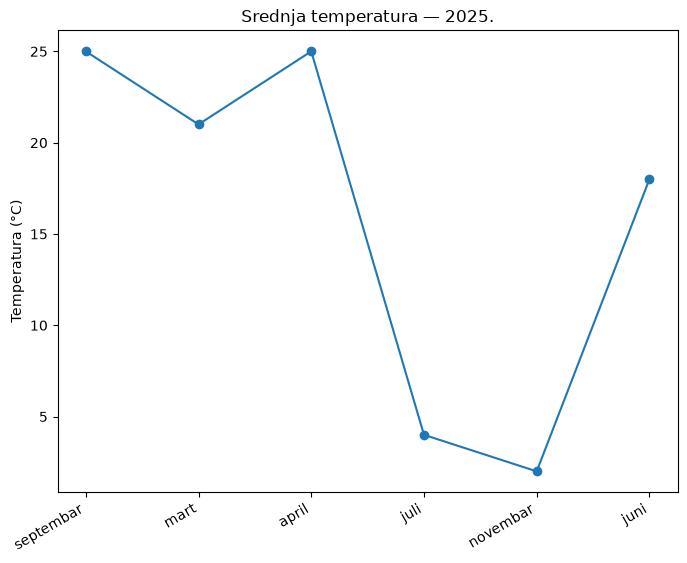 Srednja temperatura — 2025.
Temperatura (°C)
25
20
15
10
5
septembar
mart
april
juli
novembar
juni